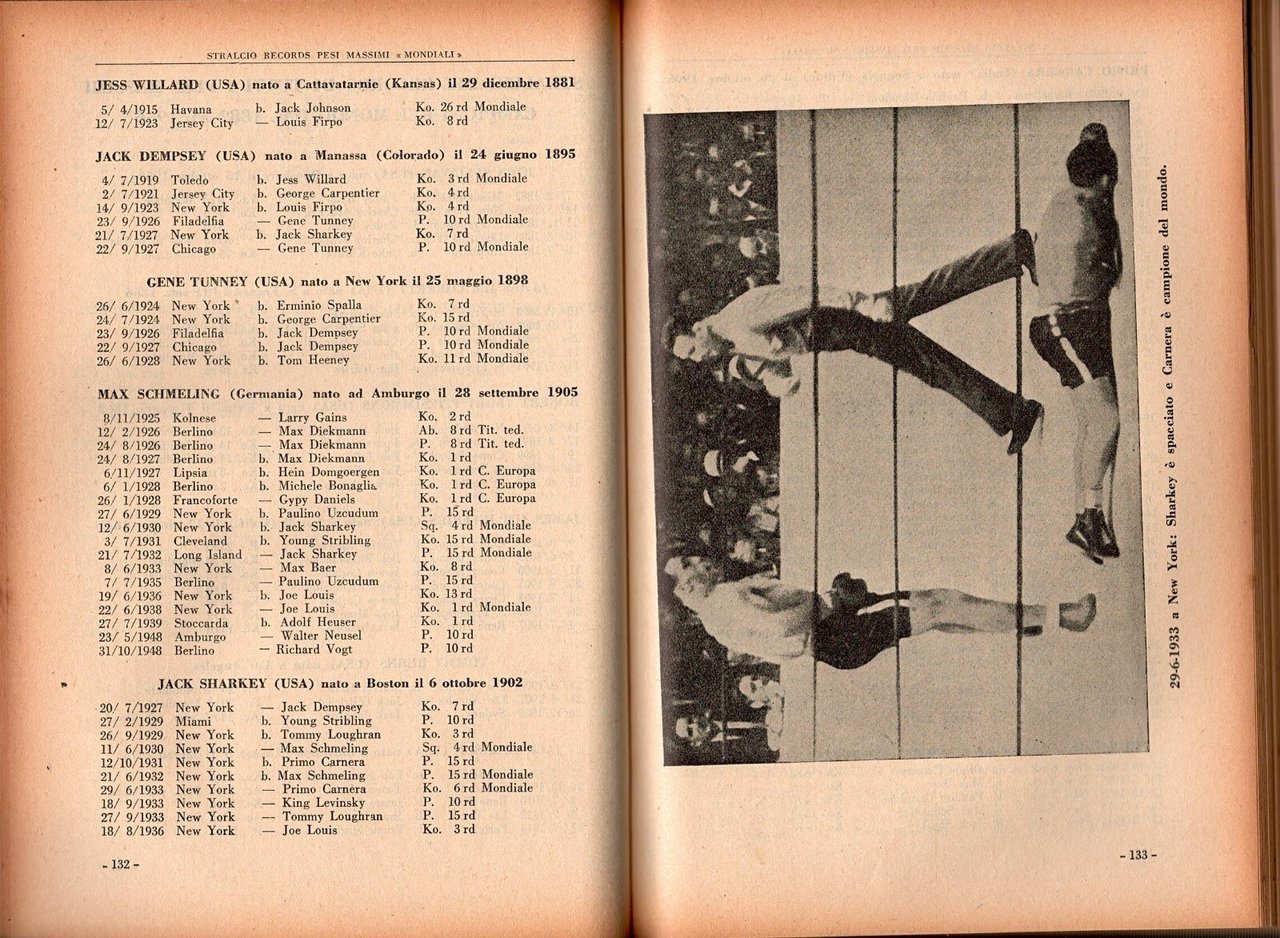 STRALCIO RECORDS PESI MASSIMI « MONDIALI »
JESS WILLARD (USA) nato a Cattavatarnie (Kansas) il 29 dicembre 1881
5/ 4/1915 Havana b. Jack Johnson Ko. 26 rd Mondiale
12/ 7/1923 Jersey City — Louis Firpo Ko. 8 rd
JACK DEMPSEY (USA) nato a Manassa (Colorado) il 24 giugno 1895
4/ 7/1919 Toledo b. Jess Willard Ko. 3 rd Mondiale
2/ 7/1921 Jersey City b. George Carpentier Ko. 4 rd
14/ 9/1923 New York b. Louis Firpo Ko. 4 rd
23/ 9/1926 Filadelfia — Gene Tunney P. 10 rd Mondiale
21/ 7/1927 New York b. Jack Sharkey Ko. 7 rd
22/ 9/1927 Chicago — Gene Tunney P. 10 rd Mondiale
GENE TUNNEY (USA) nato a New York il 25 maggio 1898
26/ 6/1924 New York b. Erminio Spalla Ko. 7 rd
24/ 7/1924 New York b. George Carpentier Ko. 15 rd
23/ 9/1926 Filadelfia b. Jack Dempsey P. 10 rd Mondiale
22/ 9/1927 Chicago b. Jack Dempsey P. 10 rd Mondiale
26/ 6/1928 New York b. Tom Heeney Ko. 11 rd Mondiale
MAX SCHMELING (Germania) nato ad Amburgo il 28 settembre 1905
8/11/1925 Kolnese — Larry Gains Ko. 2 rd
12/ 2/1926 Berlino — Max Diekmann Ab. 8 rd Tit. ted.
24/ 8/1926 Berlino — Max Diekmann P. 8 rd Tit. ted.
24/ 8/1927 Berlino b. Max Diekmann Ko. 1 rd
6/11/1927 Lipsia b. Hein Domgoergen Ko. 1 rd C. Europa
6/ 1/1928 Berlino b. Michele Bonaglia Ko. 1 rd C. Europa
26/ 1/1928 Francoforte — Gypy Daniels Ko. 1 rd C. Europa
27/ 6/1929 New York b. Paulino Uzcudum P. 15 rd
12/ 6/1930 New York b. Jack Sharkey Sq. 4 rd Mondiale
3/ 7/1931 Cleveland b. Young Stribling Ko. 15 rd Mondiale
21/ 7/1932 Long Island — Jack Sharkey P. 15 rd Mondiale
8/ 6/1933 New York — Max Baer Ko. 8 rd
7/ 7/1935 Berlino — Paulino Uzcudum P. 15 rd
19/ 6/1936 New York b. Joe Louis Ko. 13 rd
22/ 6/1938 New York — Joe Louis Ko. 1 rd Mondiale
27/ 7/1939 Stoccarda b. Adolf Heuser Ko. 1 rd
23/ 5/1948 Amburgo — Walter Neusel P. 10 rd
31/10/1948 Berlino — Richard Vogt P. 10 rd
JACK SHARKEY (USA) nato a Boston il 6 ottobre 1902
20/ 7/1927 New York — Jack Dempsey Ko. 7 rd
27/ 2/1929 Miami b. Young Stribling P. 10 rd
26/ 9/1929 New York b. Tommy Loughran Ko. 3 rd
11/ 6/1930 New York — Max Schmeling Sq. 4 rd Mondiale
12/10/1931 New York b. Primo Carnera P. 15 rd
21/ 6/1932 New York b. Max Schmeling P. 15 rd Mondiale
29/ 6/1933 New York — Primo Carnera Ko. 6 rd Mondiale
18/ 9/1933 New York — King Levinsky P. 10 rd
27/ 9/1933 New York — Tommy Loughran P. 15 rd
18/ 8/1936 New York — Joe Louis Ko. 3 rd
- 132 -
29-6-1933 a New York: Sharkey è spacciato e Carnera è campione del mondo.
- 133 -